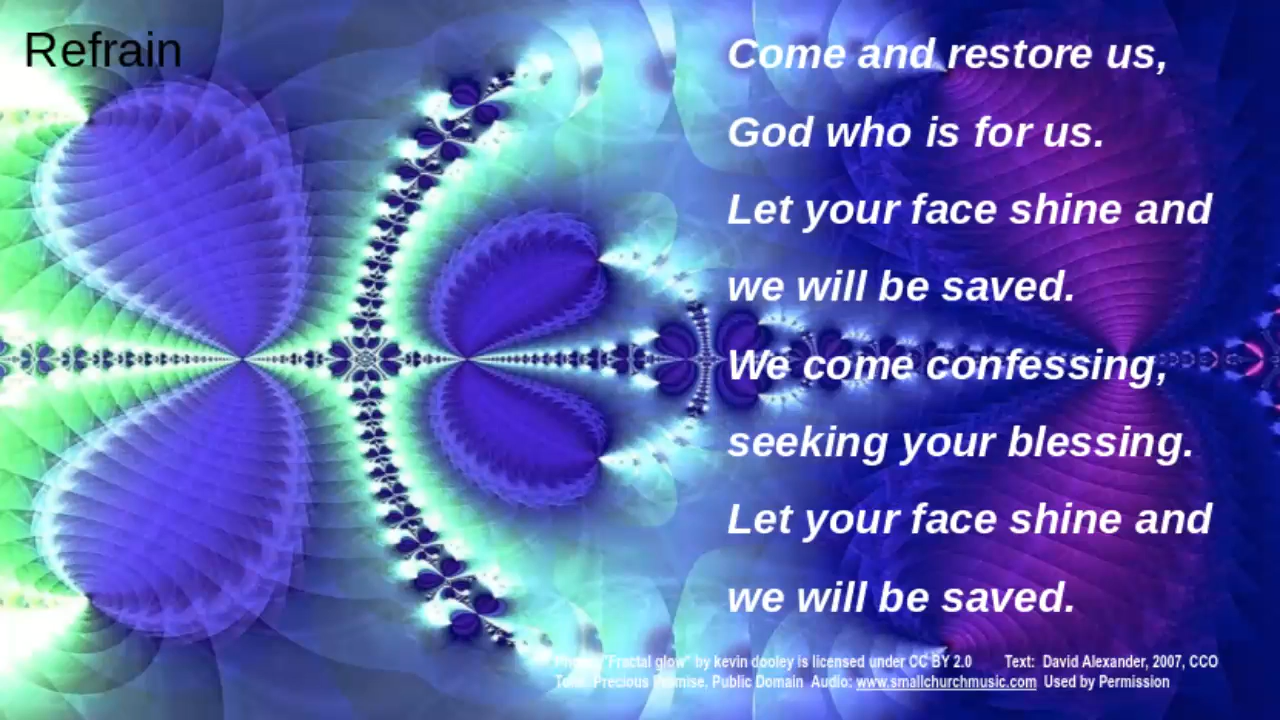 Refrain
Come and restore us,
God who is for us.
Let your face shine and
we will be saved.
We come confessing,
seeking your blessing.
Let your face shine and
we will be saved.
Photo: "Fractal glow" by kevin dooley is licensed under CC BY 2.0 Text: David Alexander, 2007, CCO
Tune: Precious Promise, Public Domain Audio: www.smallchurchmusic.com Used by Permission